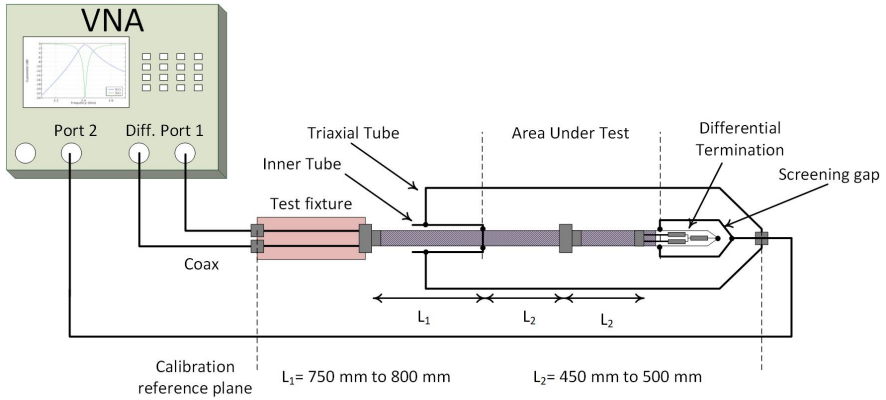 VNA
Port 2
Diff. Port 1
Triaxial Tube
Inner Tube
Area Under Test
Differential
Termination
Screening gap
Test fixture
Coax
L₁
L₂
L₂
Calibration
reference plane
L₁= 750 mm to 800 mm
L₂= 450 mm to 500 mm